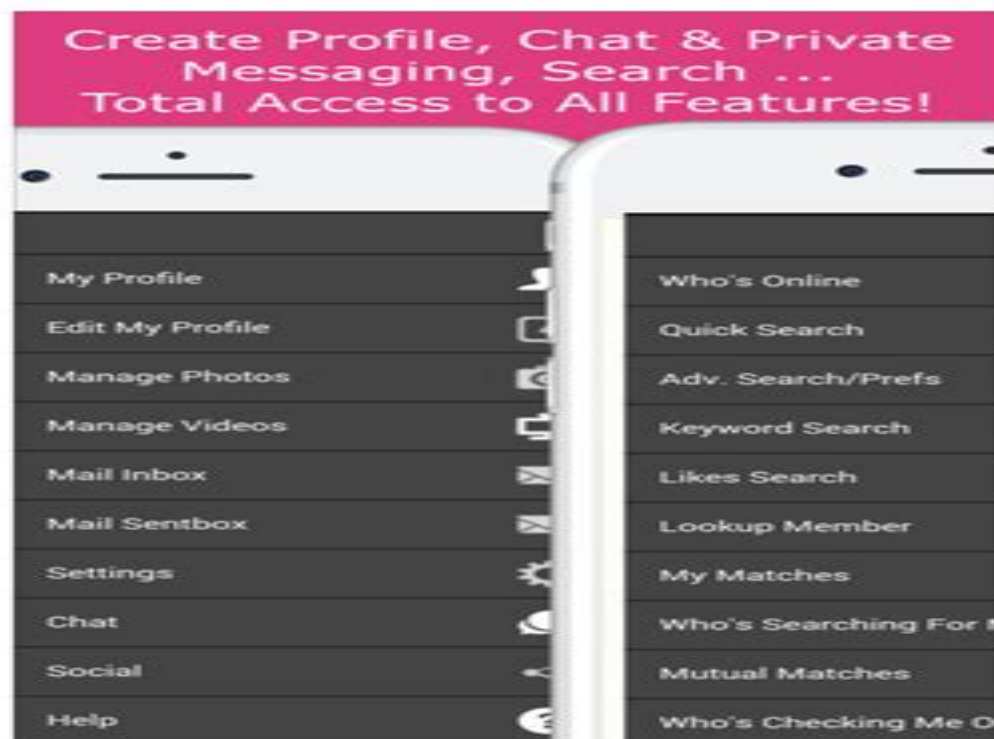 Create Profile, Chat & Private
Messaging, Search ...
Total Access to All Features!
My Profile
Edit My Profile
Manage Photos
Manage Videos
Mail Inbox
Mail Sentbox
Settings
Chat
Social
Help
Who's Online
Quick Search
Adv. Search/Prefs
Keyword Search
Likes Search
Lookup Member
My Matches
Who's Searching For
Mutual Matches
Who's Checking Me